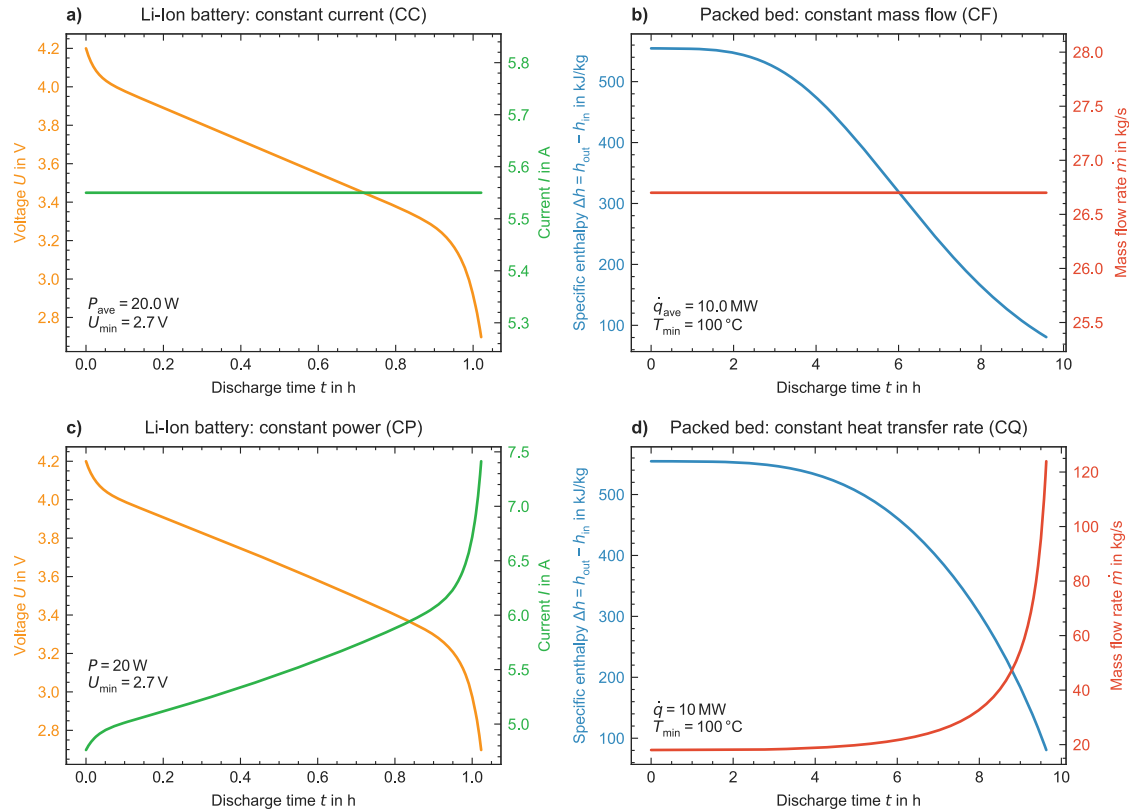 a) Li-Ion battery: constant current (CC)
4.2
4.0
3.8
3.6
3.4
3.2
3.0
2.8
Voltage U in V
5.8
5.7
5.6
5.5
5.4
5.3
Current I in A
P_ave = 20.0 W
U_min = 2.7 V
0.0 0.2 0.4 0.6 0.8 1.0
Discharge time t in h
b) Packed bed: constant mass flow (CF)
500
400
300
200
100
Specific enthalpy Δh = h_out − h_in in kJ/kg
28.0
27.5
27.0
26.5
26.0
25.5
Mass flow rate ṁ in kg/s
q̇_ave = 10.0 MW
T_min = 100 °C
0 2 4 6 8 10
Discharge time t in h
c) Li-Ion battery: constant power (CP)
4.2
4.0
3.8
3.6
3.4
3.2
3.0
2.8
Voltage U in V
7.5
7.0
6.5
6.0
5.5
5.0
Current I in A
P = 20 W
U_min = 2.7 V
0.0 0.2 0.4 0.6 0.8 1.0
Discharge time t in h
d) Packed bed: constant heat transfer rate (CQ)
500
400
300
200
100
Specific enthalpy Δh = h_out − h_in in kJ/kg
120
100
80
60
40
20
Mass flow rate ṁ in kg/s
q̇ = 10 MW
T_min = 100 °C
0 2 4 6 8 10
Discharge time t in h